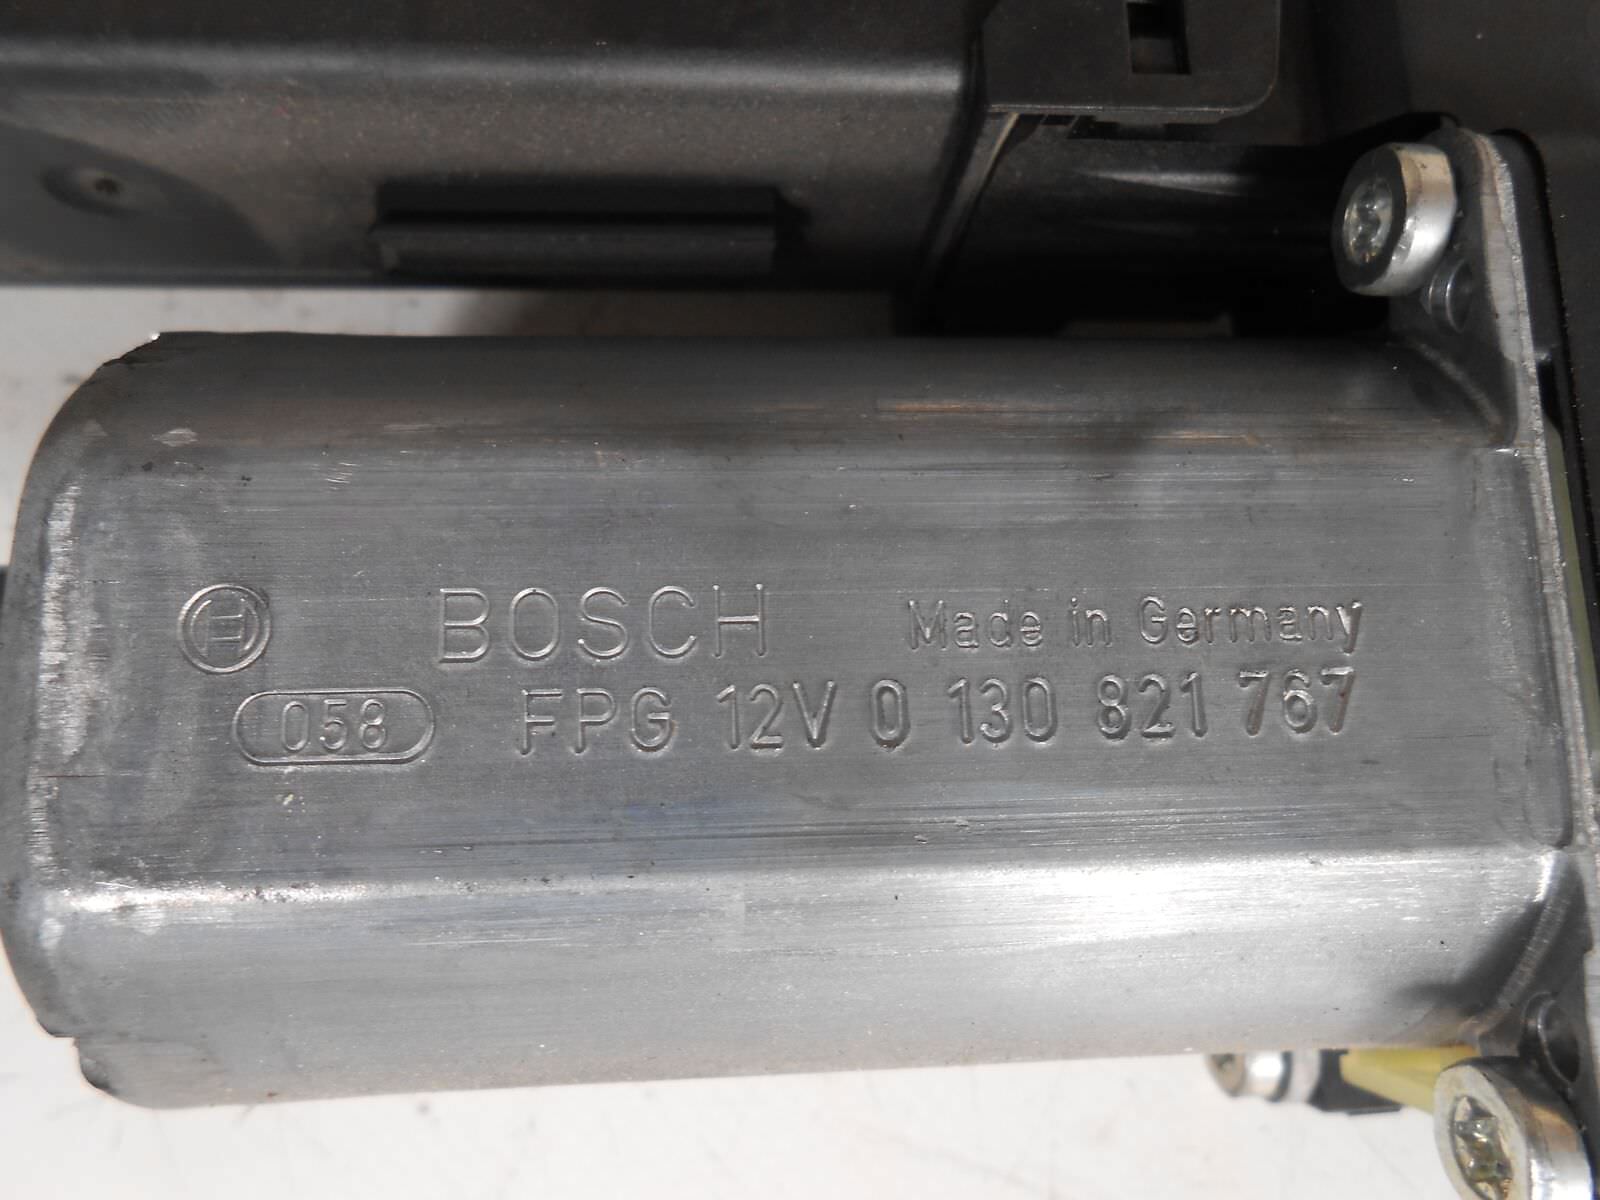 BOSCH Made in Germany
058 FPG 12V 0 130 821 767